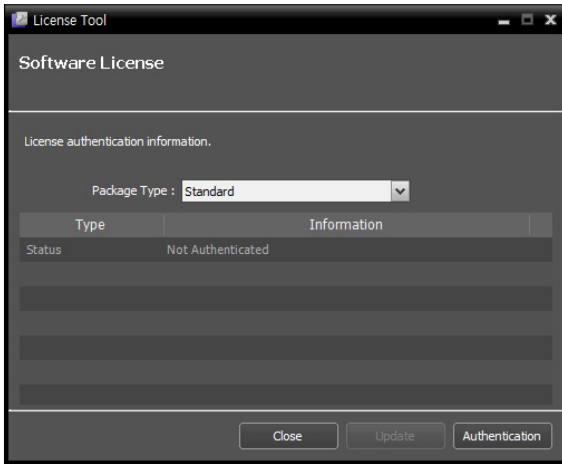 License Tool
Software License
License authentication information.
Package Type : Standard
Type Information
Status Not Authenticated
Close Update Authentication